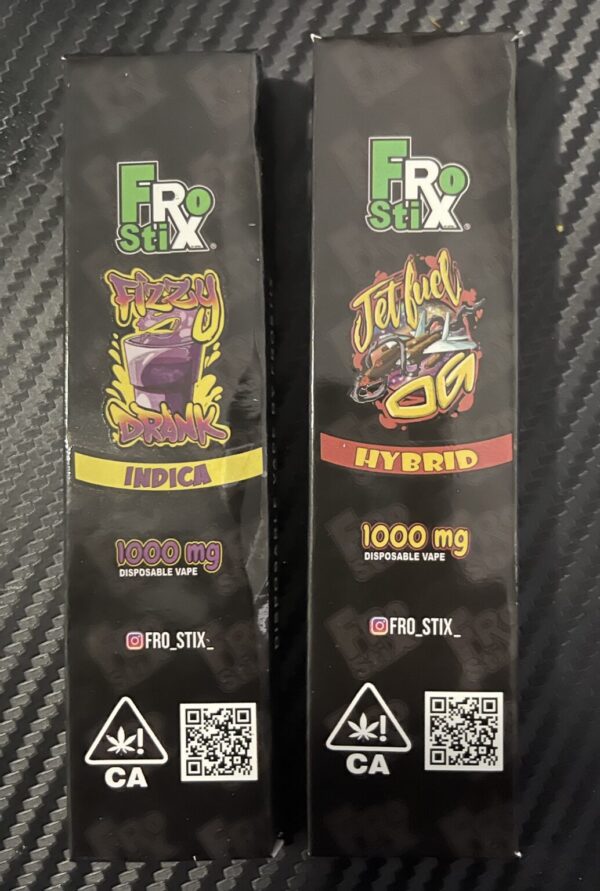 FRO
StiX®
FIZZY
DRANK
INDICA
1000 mg
DISPOSABLE VAPE
FRO_STIX_
CA
FRO
StiX®
Jet fuel
OG
HYBRID
1000 mg
DISPOSABLE VAPE
FRO_STIX_
CA